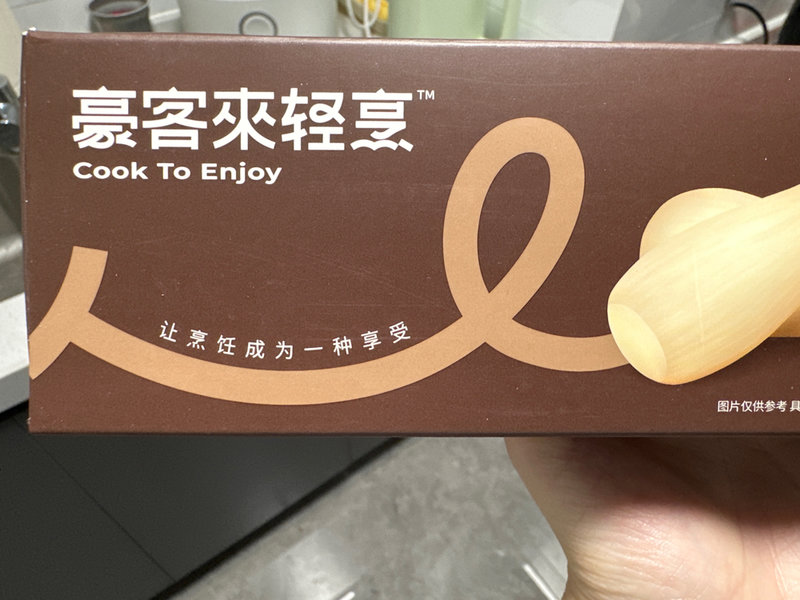 豪客來轻烹™
Cook To Enjoy
让烹饪成为一种享受
图片仅供参考 具